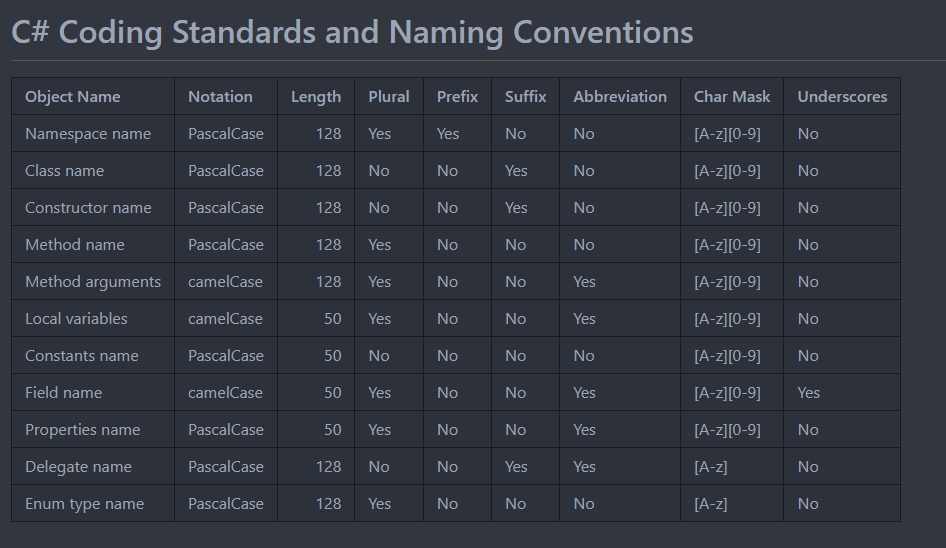 C# Coding Standards and Naming Conventions
Object Name Notation Length Plural Prefix Suffix Abbreviation Char Mask Underscores
Namespace name PascalCase 128 Yes Yes No No [A-z][0-9] No
Class name PascalCase 128 No No Yes No [A-z][0-9] No
Constructor name PascalCase 128 No No Yes No [A-z][0-9] No
Method name PascalCase 128 Yes No No No [A-z][0-9] No
Method arguments camelCase 128 Yes No No Yes [A-z][0-9] No
Local variables camelCase 50 Yes No No Yes [A-z][0-9] No
Constants name PascalCase 50 No No No No [A-z][0-9] No
Field name camelCase 50 Yes No No Yes [A-z][0-9] Yes
Properties name PascalCase 50 Yes No No Yes [A-z][0-9] No
Delegate name PascalCase 128 No No Yes Yes [A-z] No
Enum type name PascalCase 128 Yes No No No [A-z] No